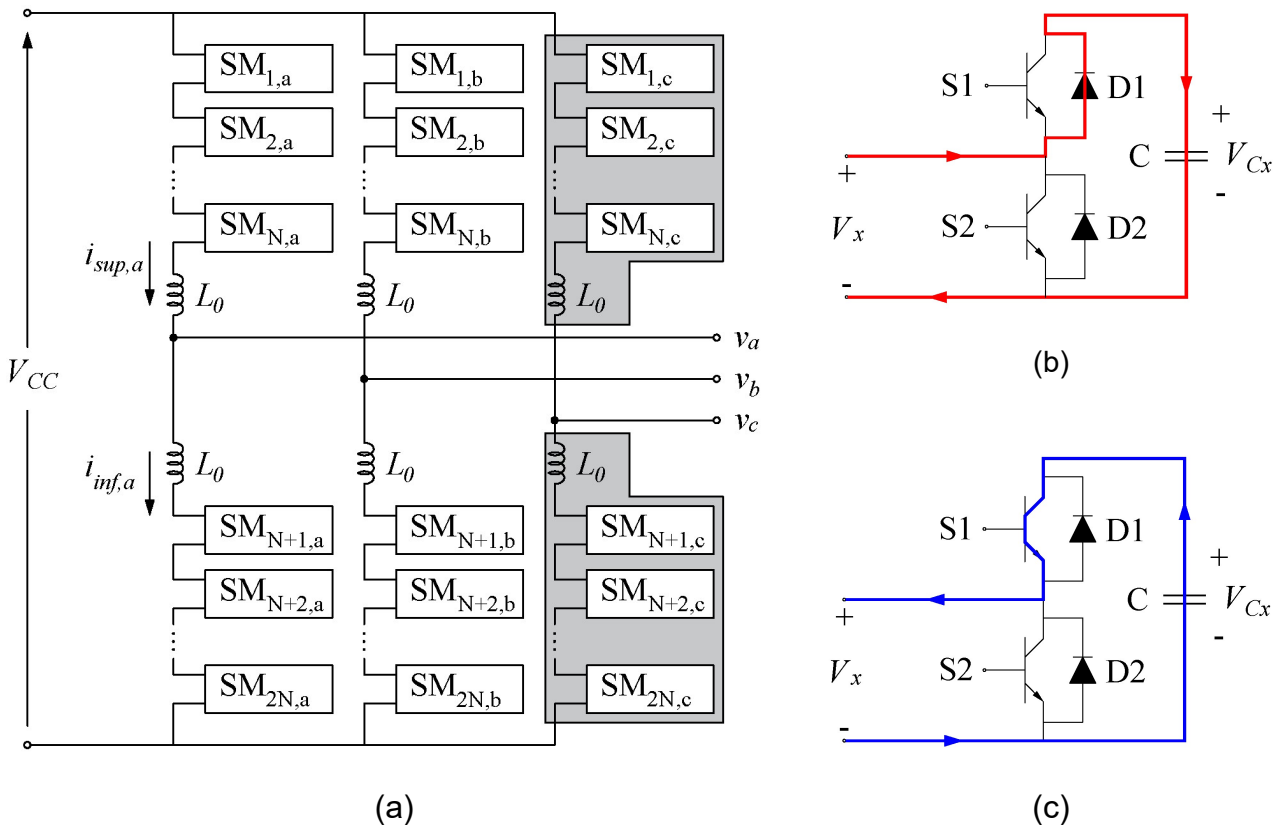 SM1,a SM1,b SM1,c
SM2,a SM2,b SM2,c
SMN,a SMN,b SMN,c
isup,a
L0 L0 L0
va
VCC
vb
vc
iinf,a
L0 L0 L0
SMN+1,a SMN+1,b SMN+1,c
SMN+2,a SMN+2,b SMN+2,c
SM2N,a SM2N,b SM2N,c
(a)
S1 D1
+
C VCx
-
+
Vx
-
S2 D2
(b)
S1 D1
+
C VCx
-
+
Vx
-
S2 D2
(c)